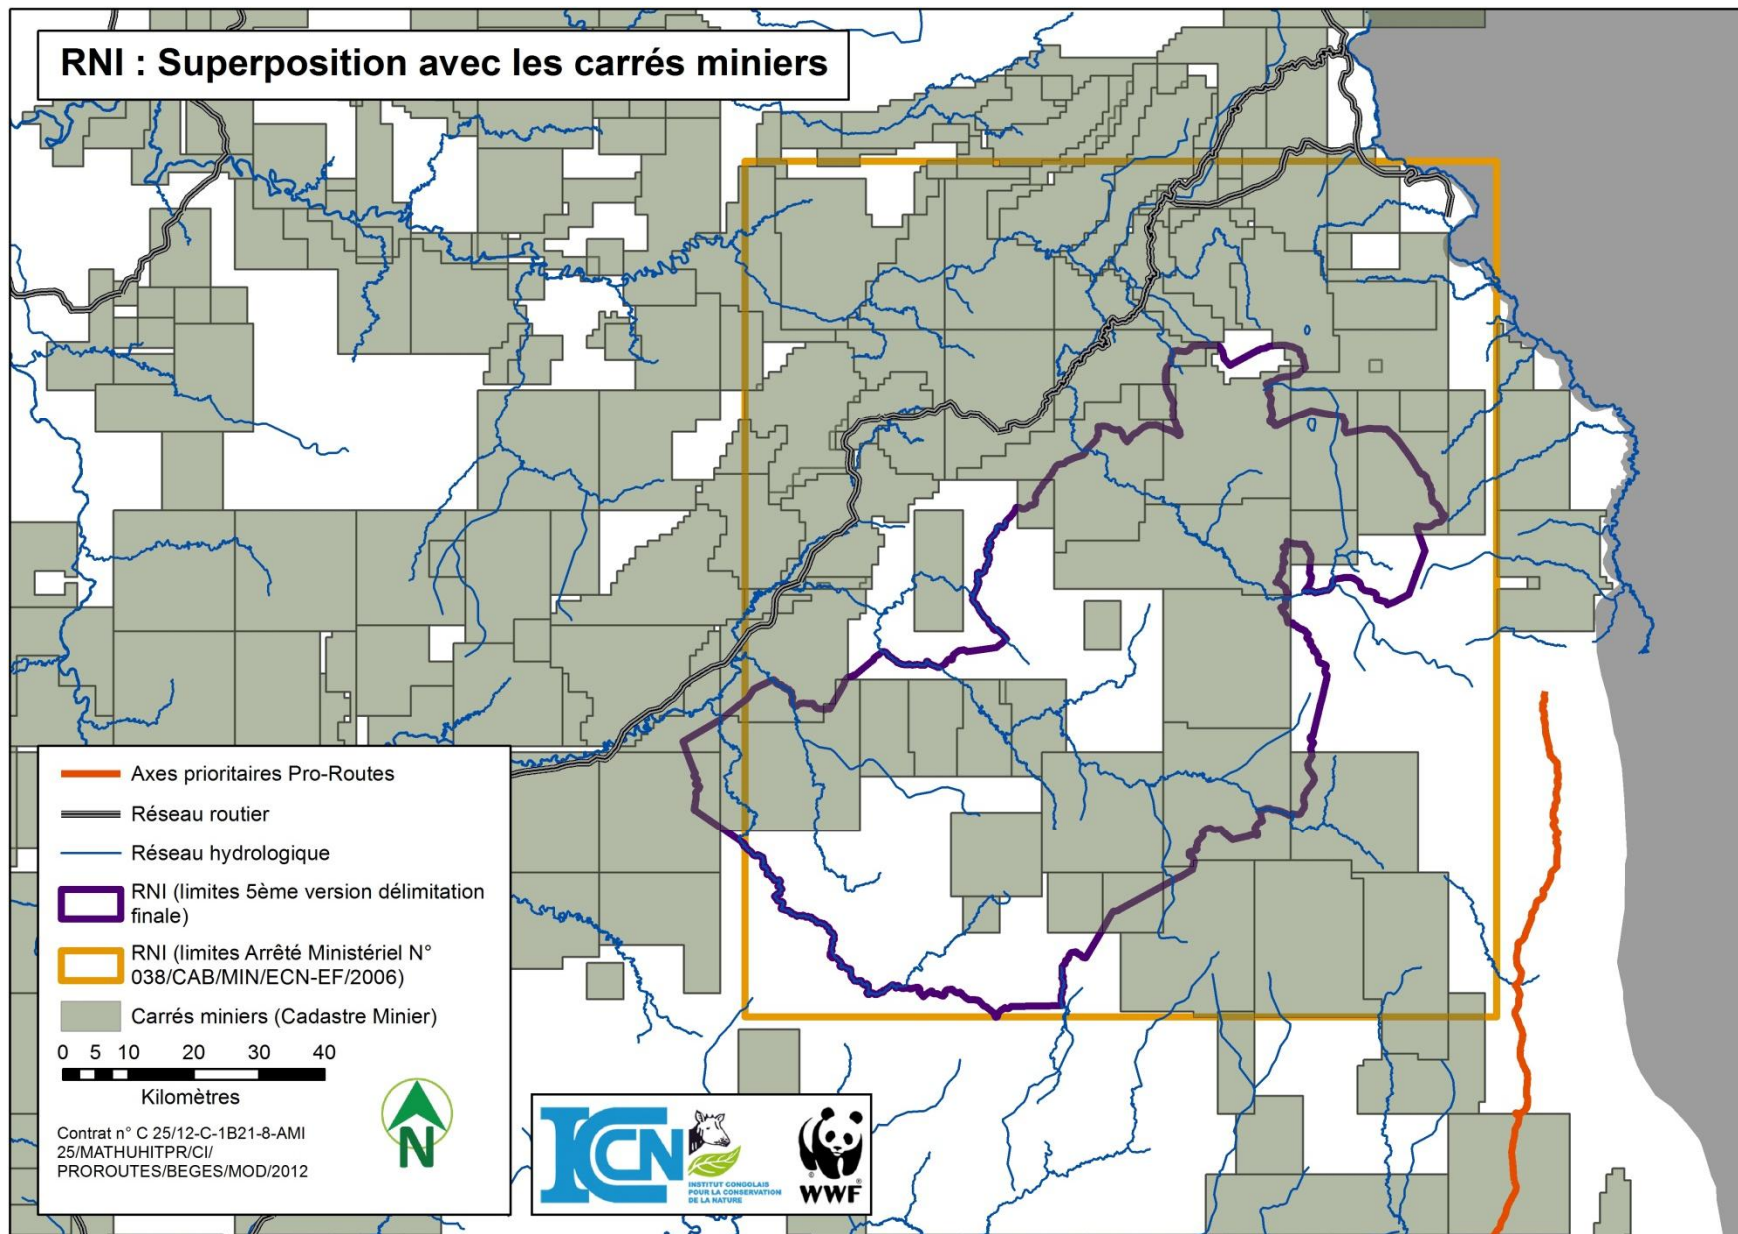 RNI : Superposition avec les carrés miniers
Axes prioritaires Pro-Routes
Réseau routier
Réseau hydrologique
RNI (limites 5ème version délimitation
finale)
RNI (limites Arrêté Ministériel N°
038/CAB/MIN/ECN-EF/2006)
Carrés miniers (Cadastre Minier)
0 5 10 20 30 40
Kilomètres
N
Contrat n° C 25/12-C-1B21-8-AMI
25/MATHUHITPR/CI/
PROROUTES/BEGES/MOD/2012
ICCN
INSTITUT CONGOLAIS
POUR LA CONSERVATION
DE LA NATURE
WWF